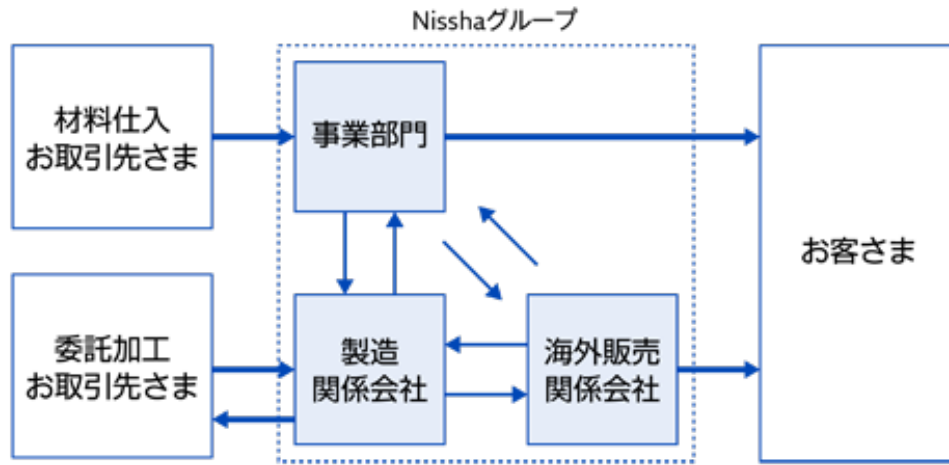 Nisshaグループ
材料仕入
お取引先さま
事業部門
お客さま
委託加工
お取引先さま
製造
関係会社
海外販売
関係会社